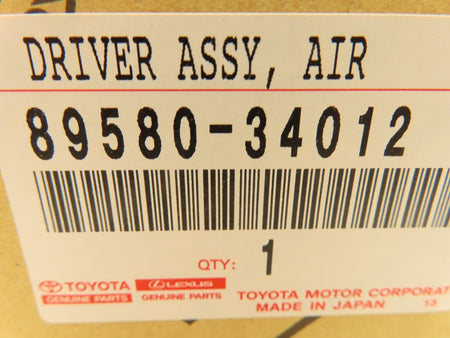 DRIVER ASSY, AIR
89580-34012
QTY: 1
TOYOTA LEXUS
GENUINE PARTS GENUINE PARTS
TOYOTA MOTOR CORPORAT
MADE IN JAPAN 13